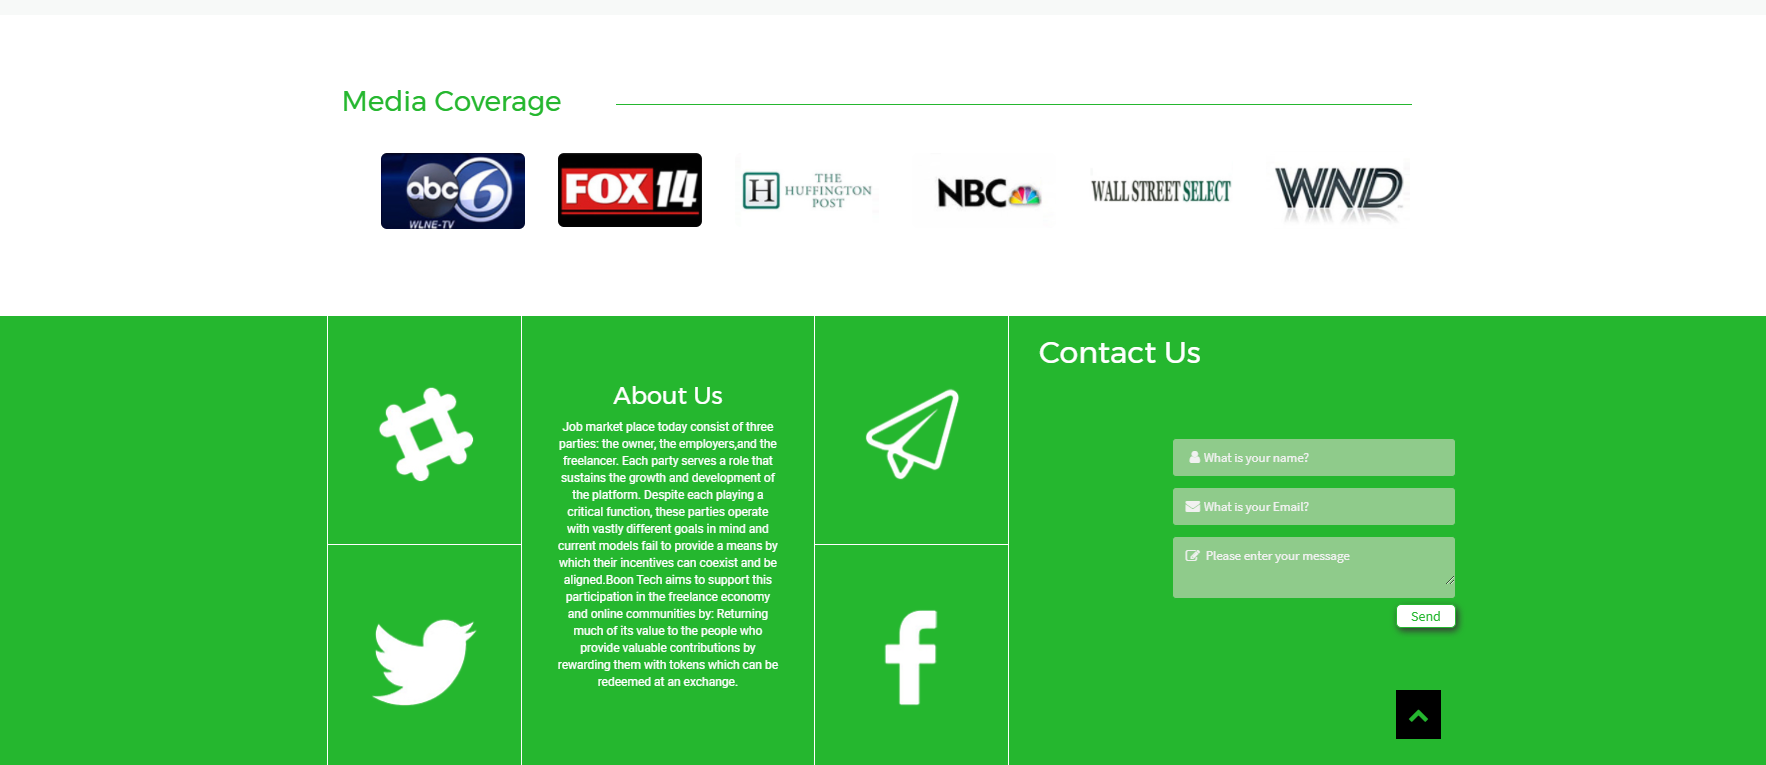 Media Coverage
abc 6
WLNE-TV
FOX 14
H
THE
HUFFINGTON
POST
NBC
WALL STREET SELECT
WND
About Us
Job market place today consist of three
parties: the owner, the employers,and the
freelancer. Each party serves a role that
sustains the growth and development of
the platform. Despite each playing a
critical function, these parties operate
with vastly different goals in mind and
current models fail to provide a means by
which their incentives can coexist and be
aligned.Boon Tech aims to support this
participation in the freelance economy
and online communities by: Returning
much of its value to the people who
provide valuable contributions by
rewarding them with tokens which can be
redeemed at an exchange.
Contact Us
What is your name?
What is your Email?
Please enter your message
Send